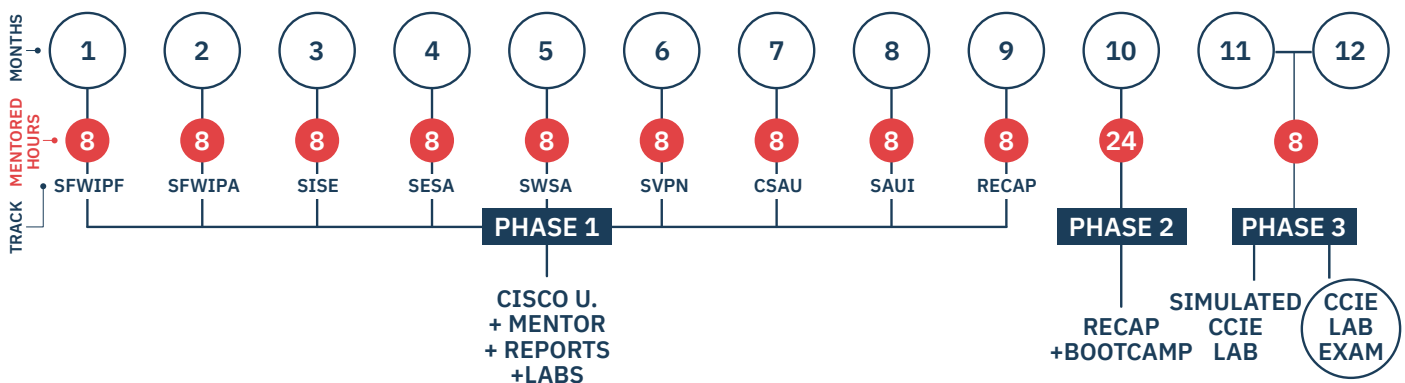 MONTHS
1 2 3 4 5 6 7 8 9 10 11 12
MENTORED
HOURS
8 8 8 8 8 8 8 8 8 24 8
TRACK
SFWIPF SFWIPA SISE SESA SWSA SVPN CSAU SAUI RECAP
PHASE 1
CISCO U.
+ MENTOR
+ REPORTS
+LABS
PHASE 2
RECAP
+BOOTCAMP
PHASE 3
SIMULATED
CCIE
LAB
CCIE
LAB
EXAM